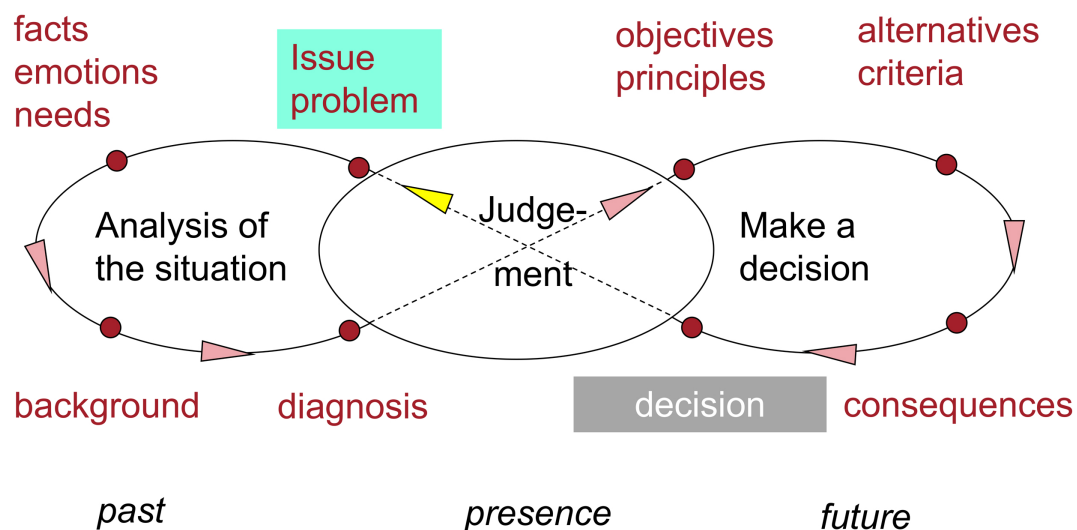 facts
emotions
needs
Issue
problem
objectives
principles
alternatives
criteria
Analysis of
the situation
Judge-
ment
Make a
decision
background
diagnosis
decision
consequences
past
presence
future